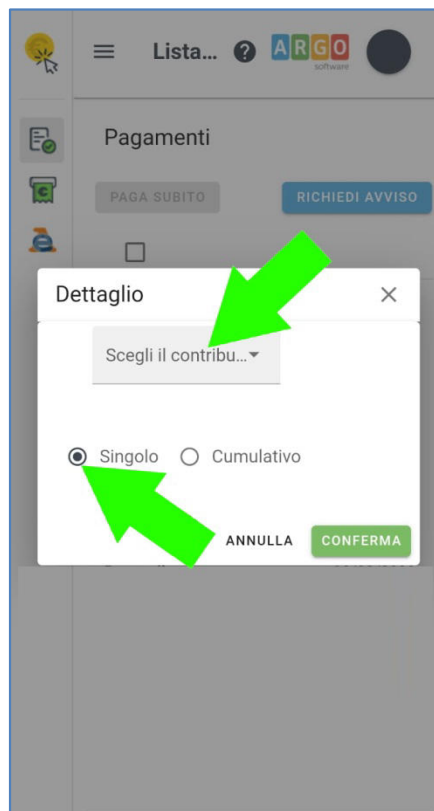 Lista... ? ARGO
software
Pagamenti
PAGA SUBITO RICHIEDI AVVISO
Dettaglio
Scegli il contribu...
Singolo Cumulativo
ANNULLA CONFERMA